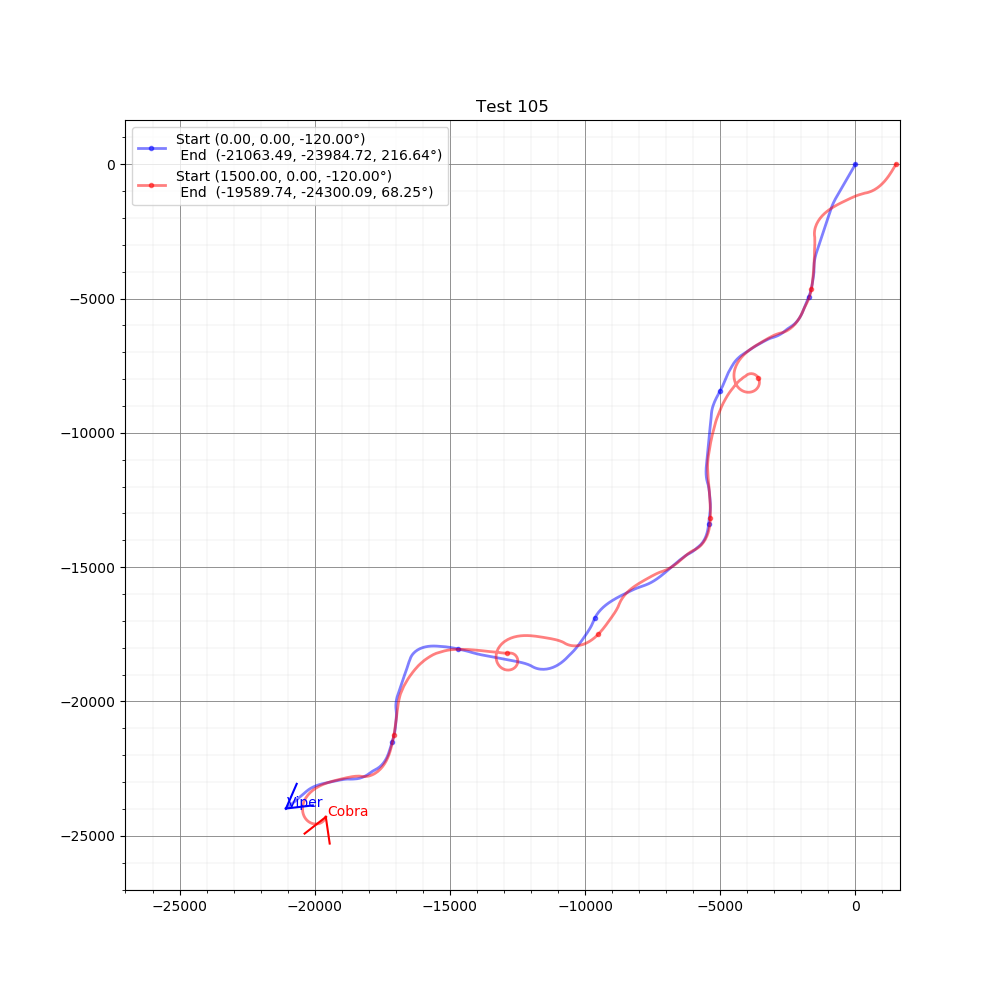 Test 105
Start (0.00, 0.00, -120.00°)
End  (-21063.49, -23984.72, 216.64°)
Start (1500.00, 0.00, -120.00°)
End  (-19589.74, -24300.09, 68.25°)
0
−5000
−10000
−15000
−20000
−25000
Viper
Cobra
−25000 −20000 −15000 −10000 −5000 0